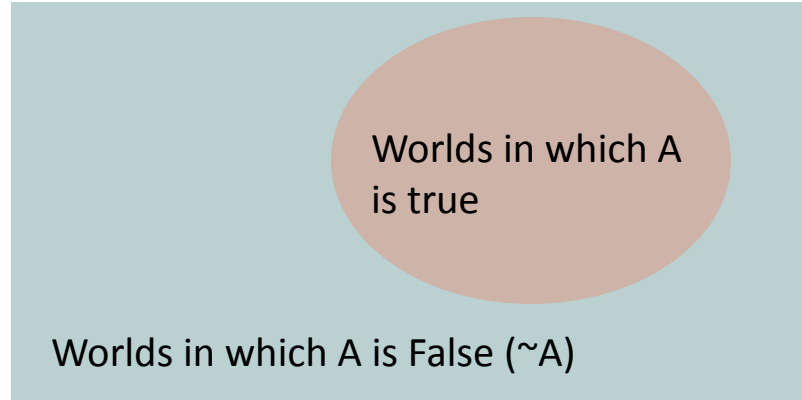 Worlds in which A
is true
Worlds in which A is False (~A)